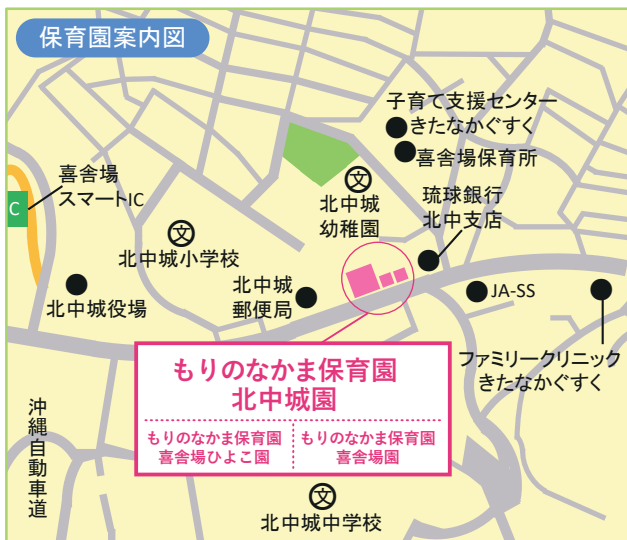 保育園案内図
子育て支援センター
きたなかぐすく
喜舎場保育所
喜舎場
スマートIC
C
文
北中城
幼稚園
琉球銀行
北中支店
文
北中城小学校
北中城
郵便局
北中城役場
JA-SS
ファミリークリニック
きたなかぐすく
もりのなかま保育園
北中城園
もりのなかま保育園
喜舎場ひよこ園
もりのなかま保育園
喜舎場園
沖縄自動車道
文
北中城中学校